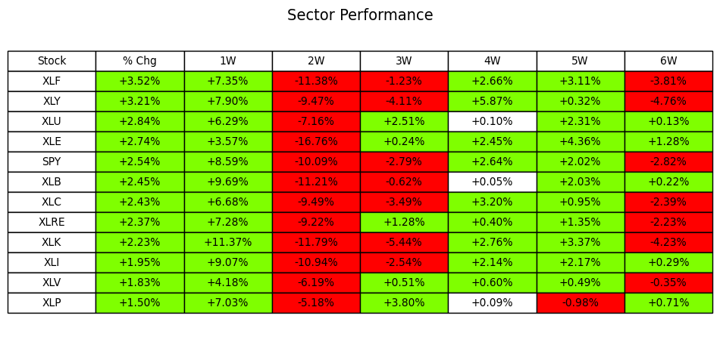 Sector Performance
Stock % Chg 1W 2W 3W 4W 5W 6W
XLF +3.52% +7.35% -11.38% -1.23% +2.66% +3.11% -3.81%
XLY +3.21% +7.90% -9.47% -4.11% +5.87% +0.32% -4.76%
XLU +2.84% +6.29% -7.16% +2.51% +0.10% +2.31% +0.13%
XLE +2.74% +3.57% -16.76% +0.24% +2.45% +4.36% +1.28%
SPY +2.54% +8.59% -10.09% -2.79% +2.64% +2.02% -2.82%
XLB +2.45% +9.69% -11.21% -0.62% +0.05% +2.03% +0.22%
XLC +2.43% +6.68% -9.49% -3.49% +3.20% +0.95% -2.39%
XLRE +2.37% +7.28% -9.22% +1.28% +0.40% +1.35% -2.23%
XLK +2.23% +11.37% -11.79% -5.44% +2.76% +3.37% -4.23%
XLI +1.95% +9.07% -10.94% -2.54% +2.14% +2.17% +0.29%
XLV +1.83% +4.18% -6.19% +0.51% +0.60% +0.49% -0.35%
XLP +1.50% +7.03% -5.18% +3.80% +0.09% -0.98% +0.71%